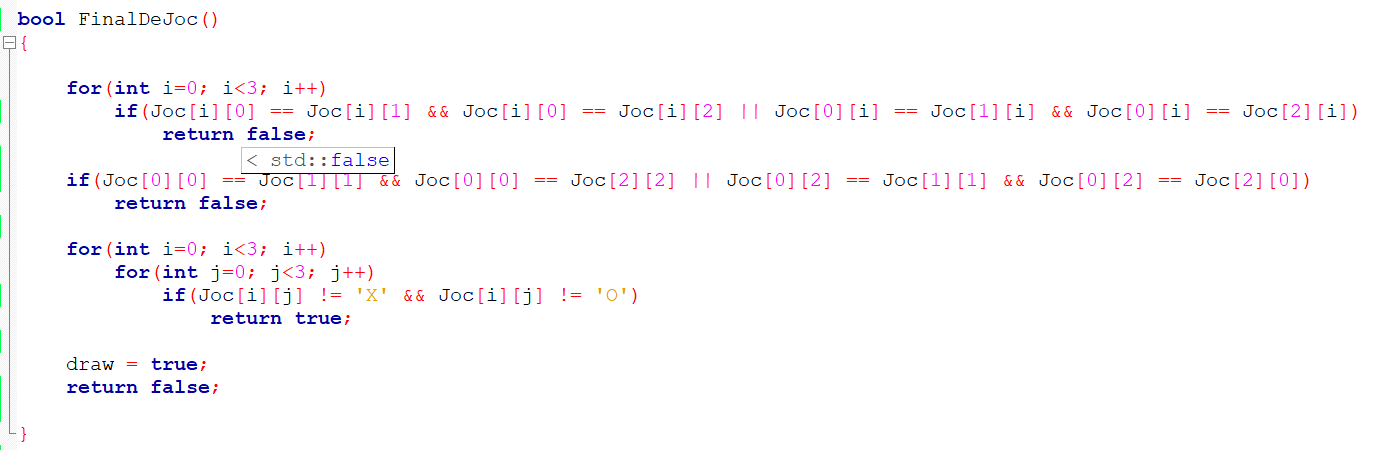 bool FinalDeJoc()
{
for(int i=0; i<3; i++)
if(Joc[i][0] == Joc[i][1] && Joc[i][0] == Joc[i][2] || Joc[0][i] == Joc[1][i] && Joc[0][i] == Joc[2][i])
return false;
< std::false
if(Joc[0][0] == Joc[1][1] && Joc[0][0] == Joc[2][2] || Joc[0][2] == Joc[1][1] && Joc[0][2] == Joc[2][0])
return false;
for(int i=0; i<3; i++)
for(int j=0; j<3; j++)
if(Joc[i][j] != 'X' && Joc[i][j] != 'O')
return true;
draw = true;
return false;
}